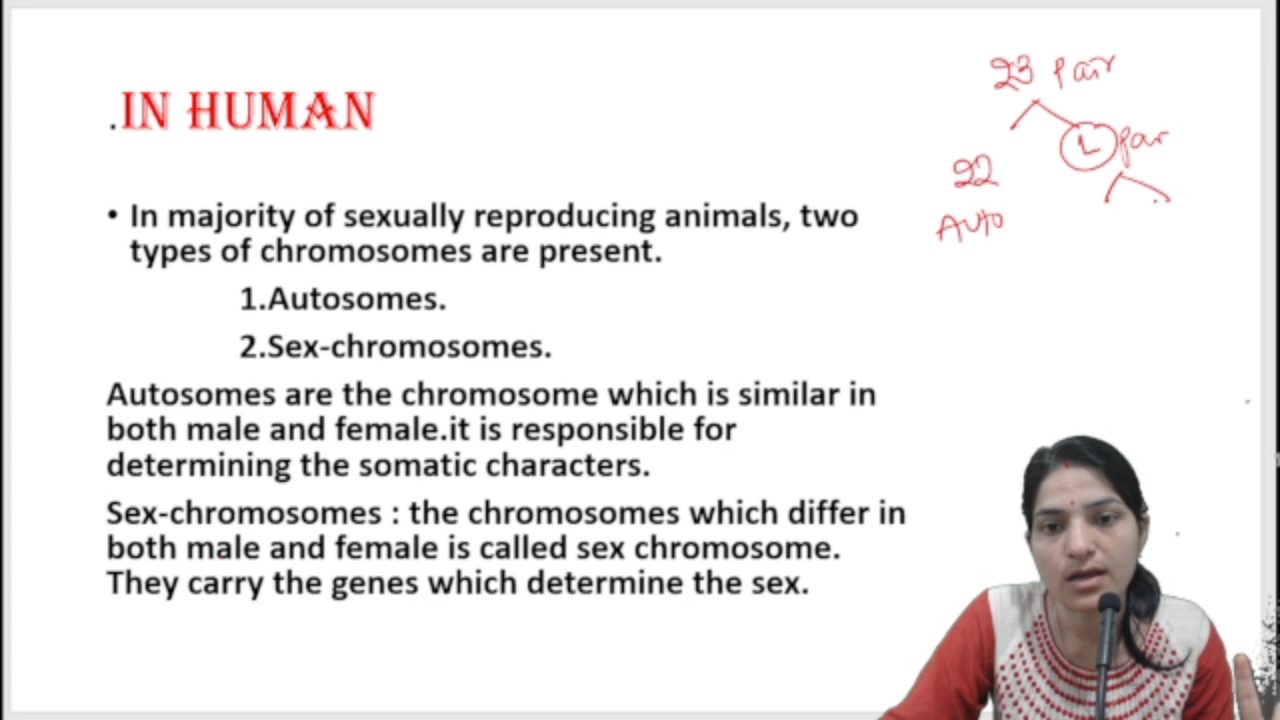 .IN HUMAN
• In majority of sexually reproducing animals, two
types of chromosomes are present.
1.Autosomes.
2.Sex-chromosomes.
Autosomes are the chromosome which is similar in
both male and female.it is responsible for
determining the somatic characters.
Sex-chromosomes : the chromosomes which differ in
both male and female is called sex chromosome.
They carry the genes which determine the sex.
23 Pair
1 Pair
22
Auto